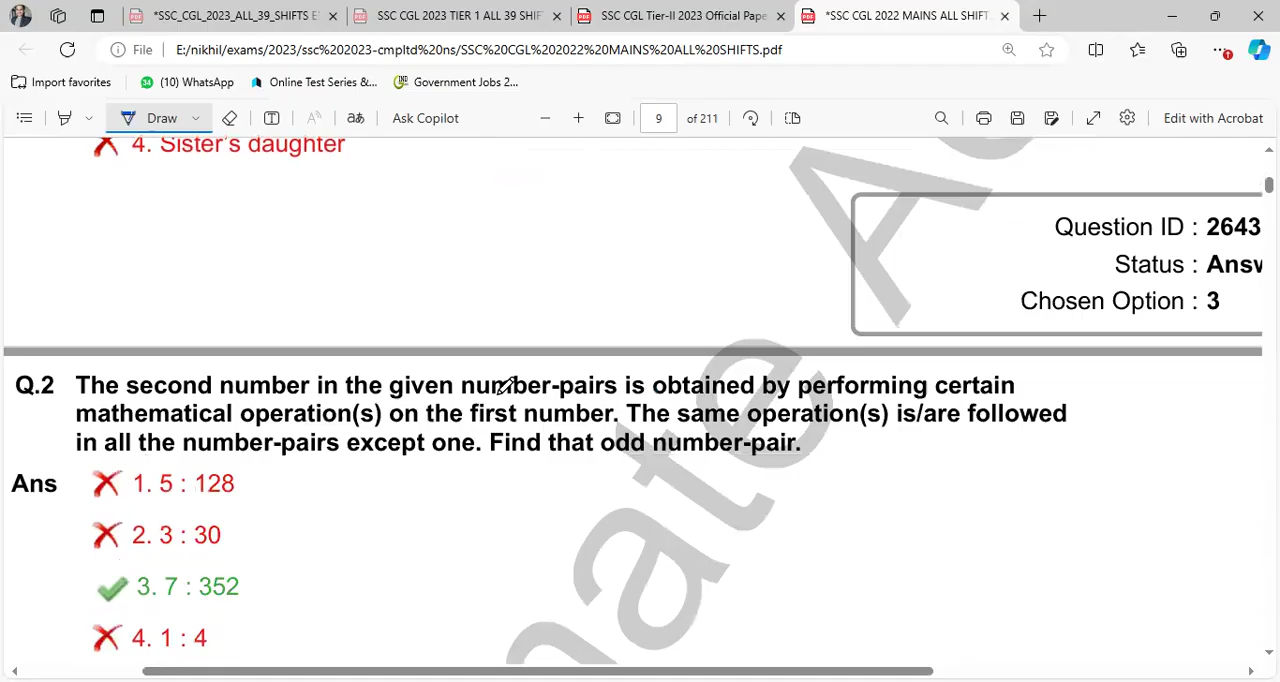 *SSC_CGL_2023_ALL_39_SHIFTS E
SSC CGL 2023 TIER 1 ALL 39 SHIF
SSC CGL Tier-II 2023 Official Pape
*SSC CGL 2022 MAINS ALL SHIFT
File
E:/nikhil/exams/2023/ssc%202023-cmpltd%20ns/SSC%20CGL%202022%20MAINS%20ALL%20SHIFTS.pdf
Import favorites
34 (10) WhatsApp
Online Test Series &...
Government Jobs 2...
Draw
Ask Copilot
9 of 211
Edit with Acrobat
4. Sister's daughter
Question ID : 2643
Status : Answ
Chosen Option : 3
Q.2 The second number in the given number-pairs is obtained by performing certain
mathematical operation(s) on the first number. The same operation(s) is/are followed
in all the number-pairs except one. Find that odd number-pair.
Ans 1. 5 : 128
2. 3 : 30
3. 7 : 352
4. 1 : 4